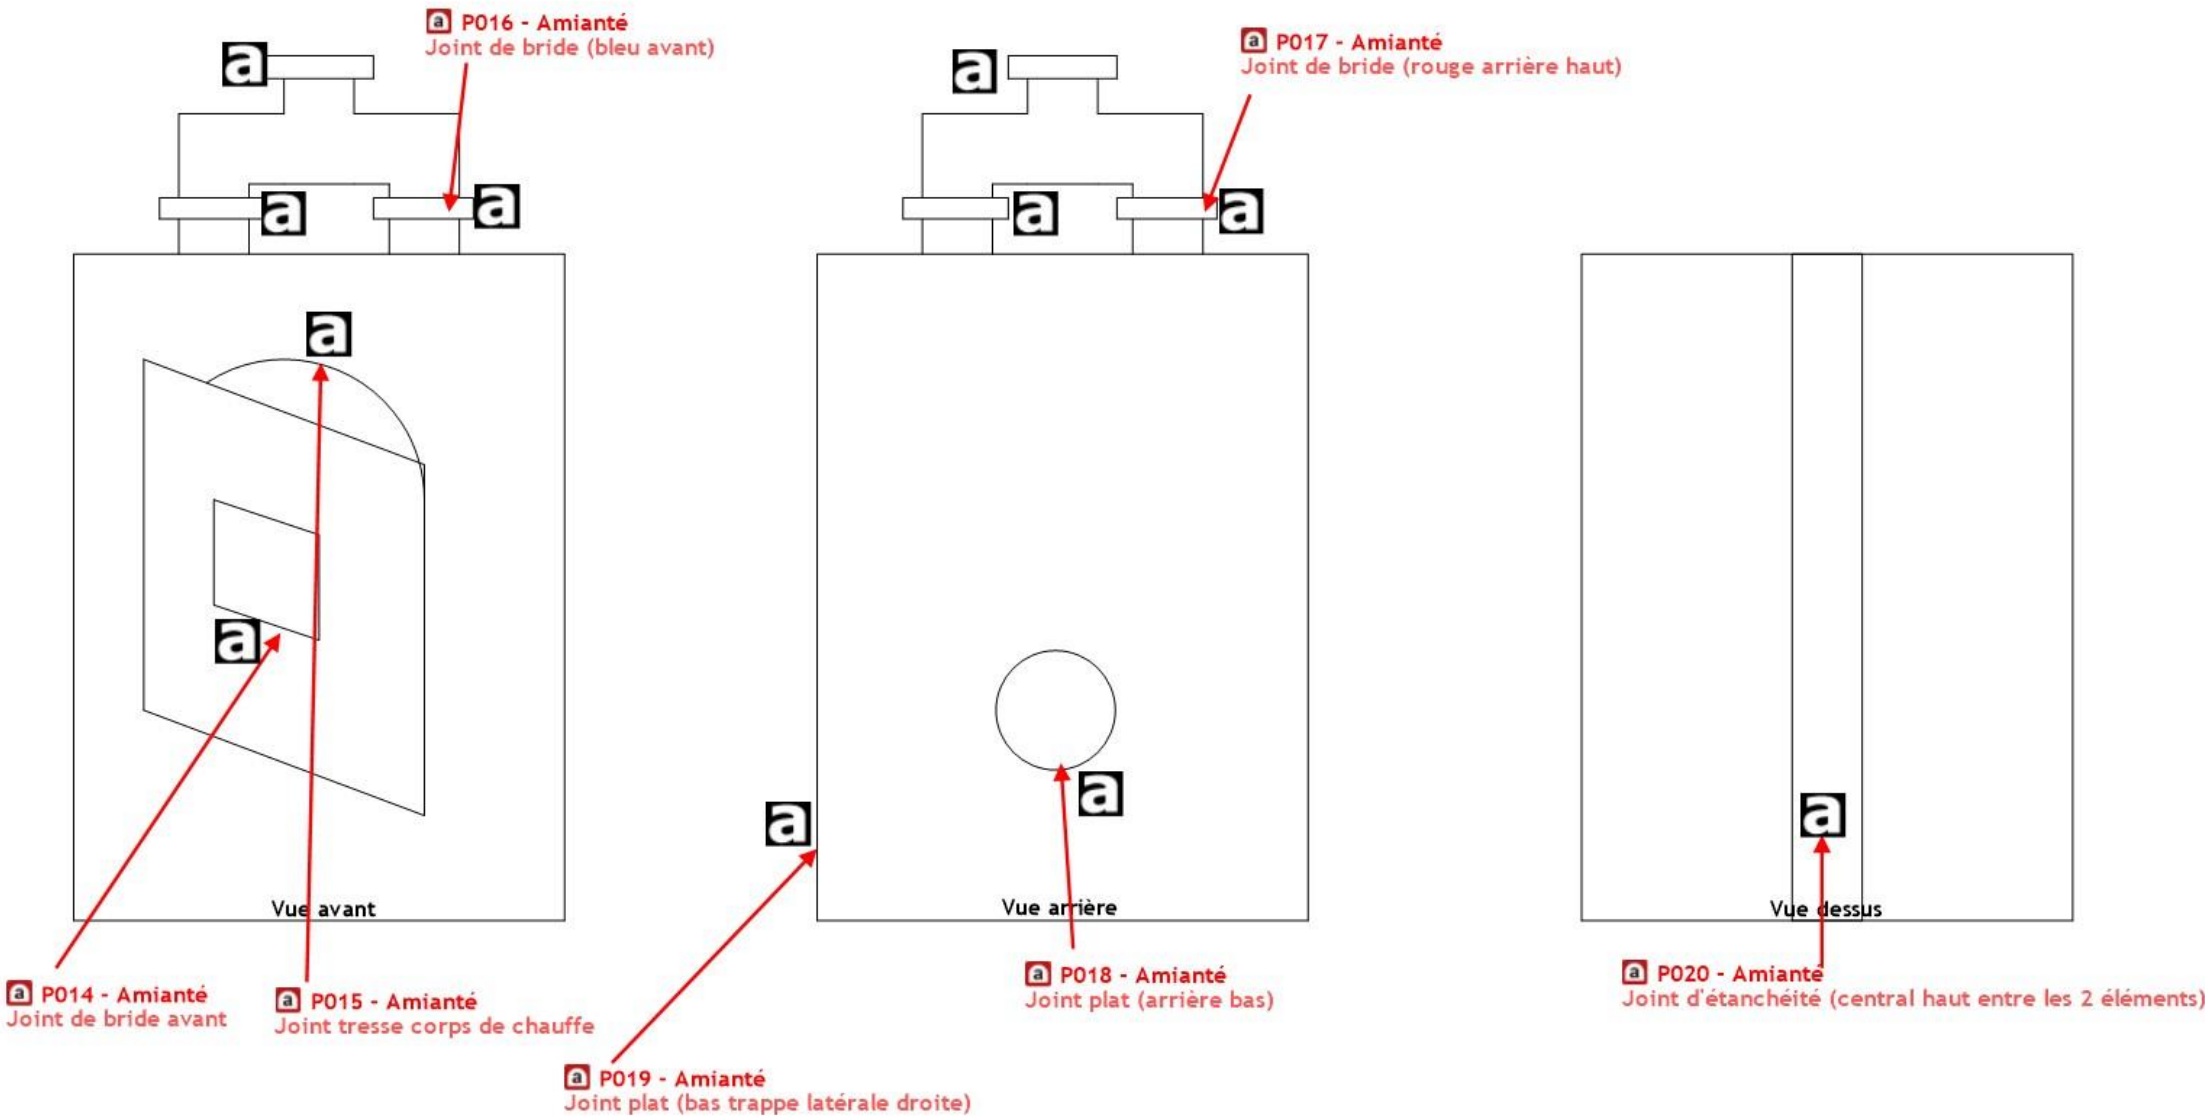 a P016 - Amianté
Joint de bride (bleu avant)
a P017 - Amianté
Joint de bride (rouge arrière haut)
a
a
a
a
a
a
a
a
a
a
a
Vue avant
Vue arrière
Vue dessus
a P014 - Amianté
Joint de bride avant
a P015 - Amianté
Joint tresse corps de chauffe
a P018 - Amianté
Joint plat (arrière bas)
a P020 - Amianté
Joint d'étanchéité (central haut entre les 2 éléments)
a P019 - Amianté
Joint plat (bas trappe latérale droite)